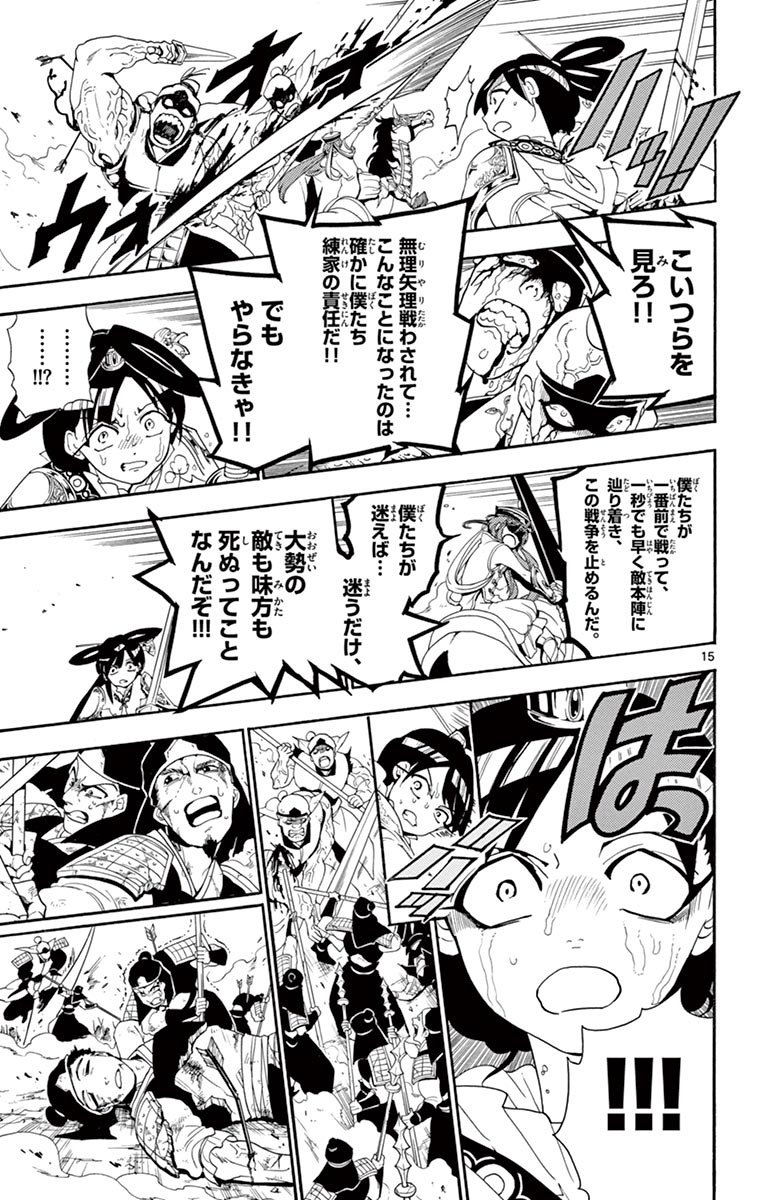 バッ!!
オオオオ
こいつらを
見ろ!!
無理矢理戦わされて…
こんなことになったのは
確かに僕たち
練家の責任だ!!
でも
やらなきゃ!!
………
………
!!?
僕たちが
一番前で戦って、
一秒でも早く敵本陣に
辿り着き、
この戦争を止めるんだ。
僕たちが
迷えば…
迷うだけ、
大勢の
敵も味方も
死ぬってこと
なんだぞ!!!
15
はっ
!!!